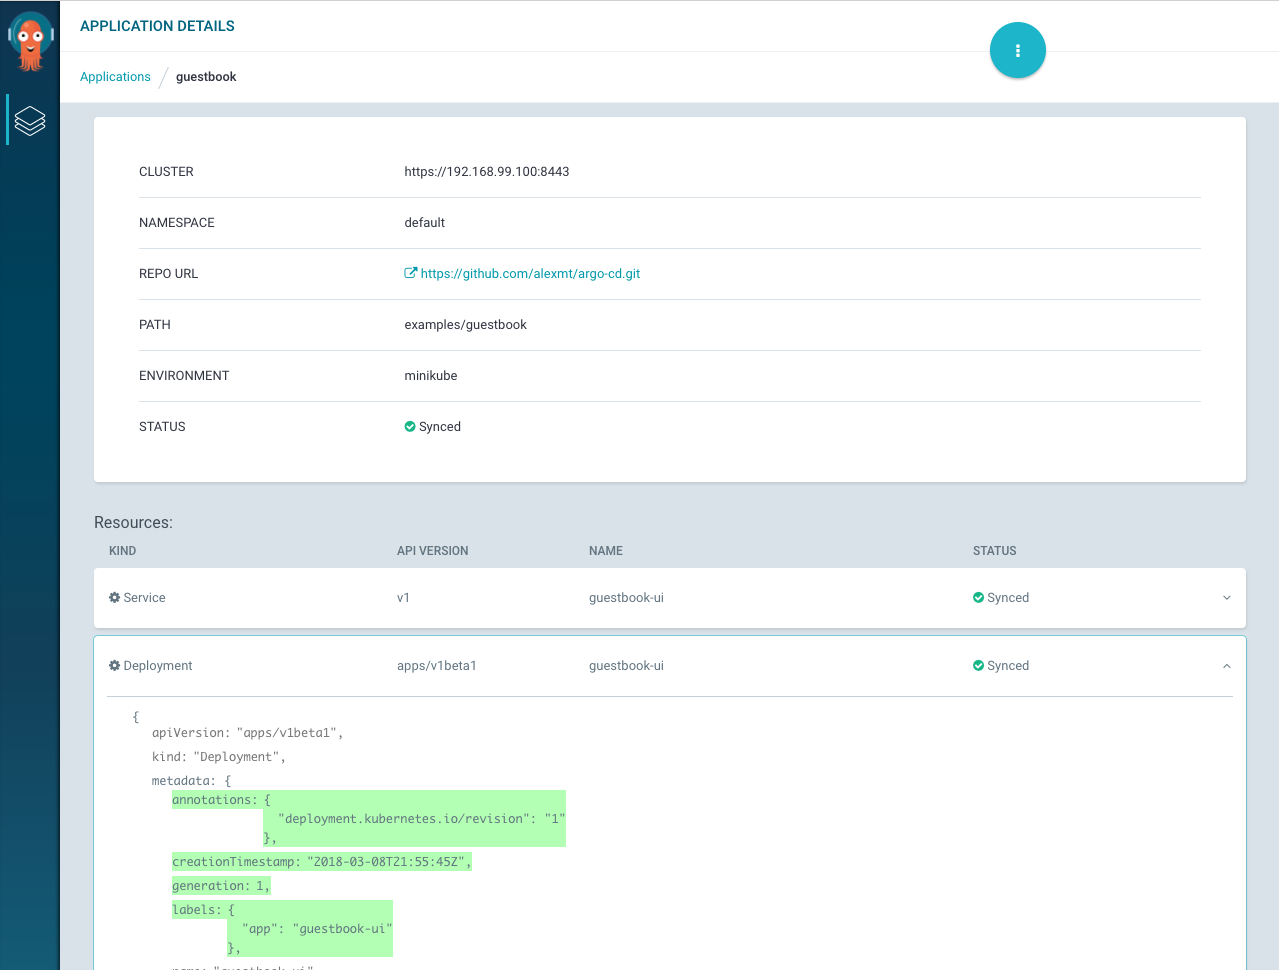 APPLICATION DETAILS
Applications / guestbook
CLUSTER https://192.168.99.100:8443
NAMESPACE default
REPO URL https://github.com/alexmt/argo-cd.git
PATH examples/guestbook
ENVIRONMENT minikube
STATUS Synced
Resources:
KIND API VERSION NAME STATUS
Service v1 guestbook-ui Synced
Deployment apps/v1beta1 guestbook-ui Synced
{
apiVersion: "apps/v1beta1",
kind: "Deployment",
metadata: {
annotations: {
"deployment.kubernetes.io/revision": "1"
},
creationTimestamp: "2018-03-08T21:55:45Z",
generation: 1,
labels: {
"app": "guestbook-ui"
},
name: "guestbook-ui"